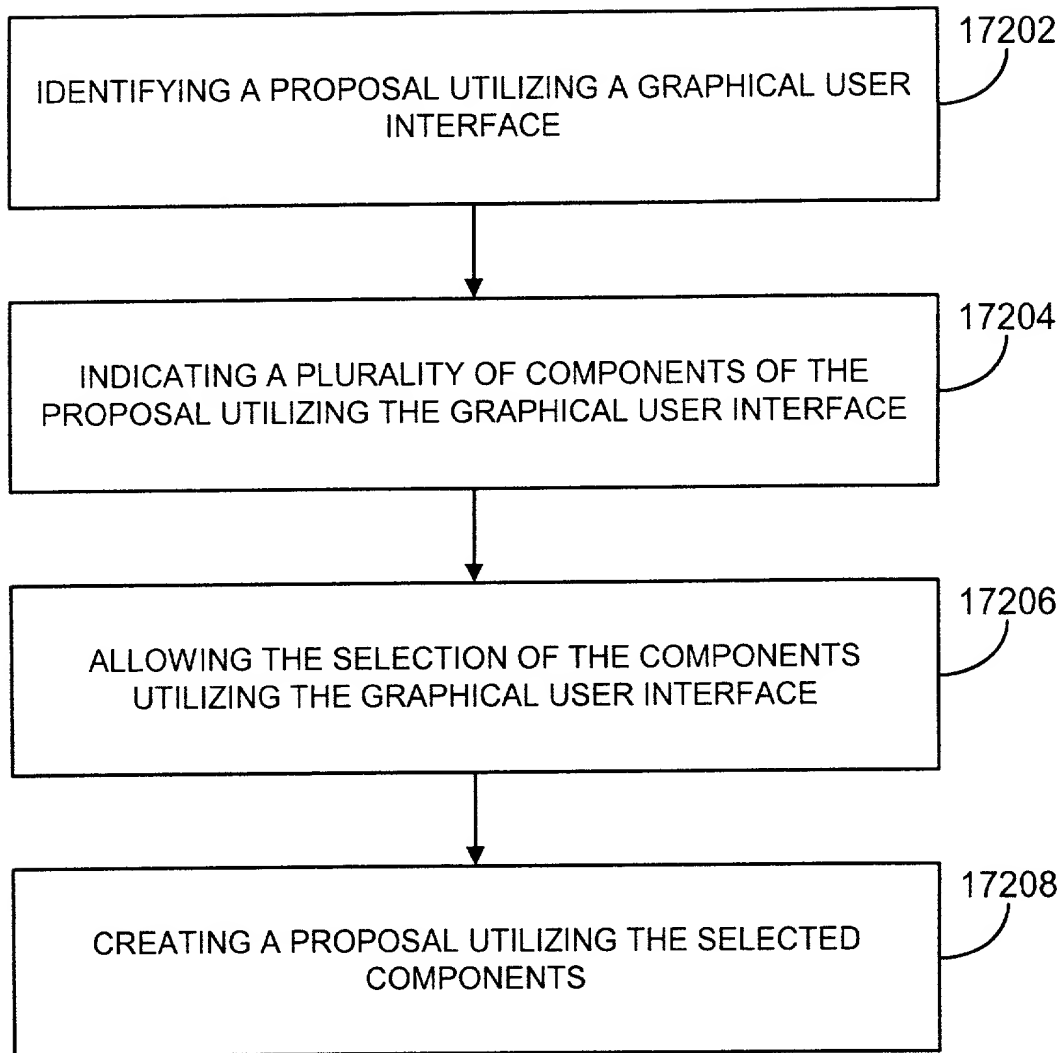 17202
IDENTIFYING A PROPOSAL UTILIZING A GRAPHICAL USER
INTERFACE
17204
INDICATING A PLURALITY OF COMPONENTS OF THE
PROPOSAL UTILIZING THE GRAPHICAL USER INTERFACE
17206
ALLOWING THE SELECTION OF THE COMPONENTS
UTILIZING THE GRAPHICAL USER INTERFACE
17208
CREATING A PROPOSAL UTILIZING THE SELECTED
COMPONENTS